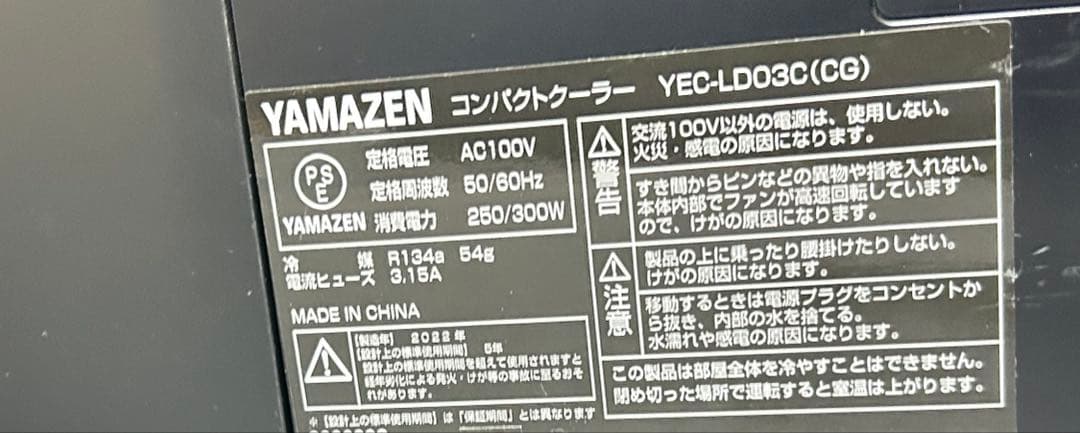 YAMAZEN コンパクトクーラー YEC-LD03C(CG)
PSE
定格電圧 AC100V
定格周波数 50/60Hz
YAMAZEN 消費電力 250/300W
冷媒 R134a 54g
電流ヒューズ 3.15A
MADE IN CHINA
【製造年】 2022年
【設計上の標準使用期間】 5年
設計上の標準使用期間を超えて使用されますと
経年劣化による発火・けが等の事故に至るおそ
れがあります。
※【設計上の標準使用期間】は「保証期間」とは異なります
警告
交流100V以外の電源は、使用しない。
火災・感電の原因になります。
すき間からピンなどの異物や指を入れない。
本体内部でファンが高速回転しています
ので、けがの原因になります。
注意
製品の上に乗ったり腰掛けたりしない。
けがの原因になります。
移動するときは電源プラグをコンセントか
ら抜き、内部の水を捨てる。
水濡れや感電の原因になります。
この製品は部屋全体を冷やすことはできません。
閉め切った場所で運転すると室温は上がります。